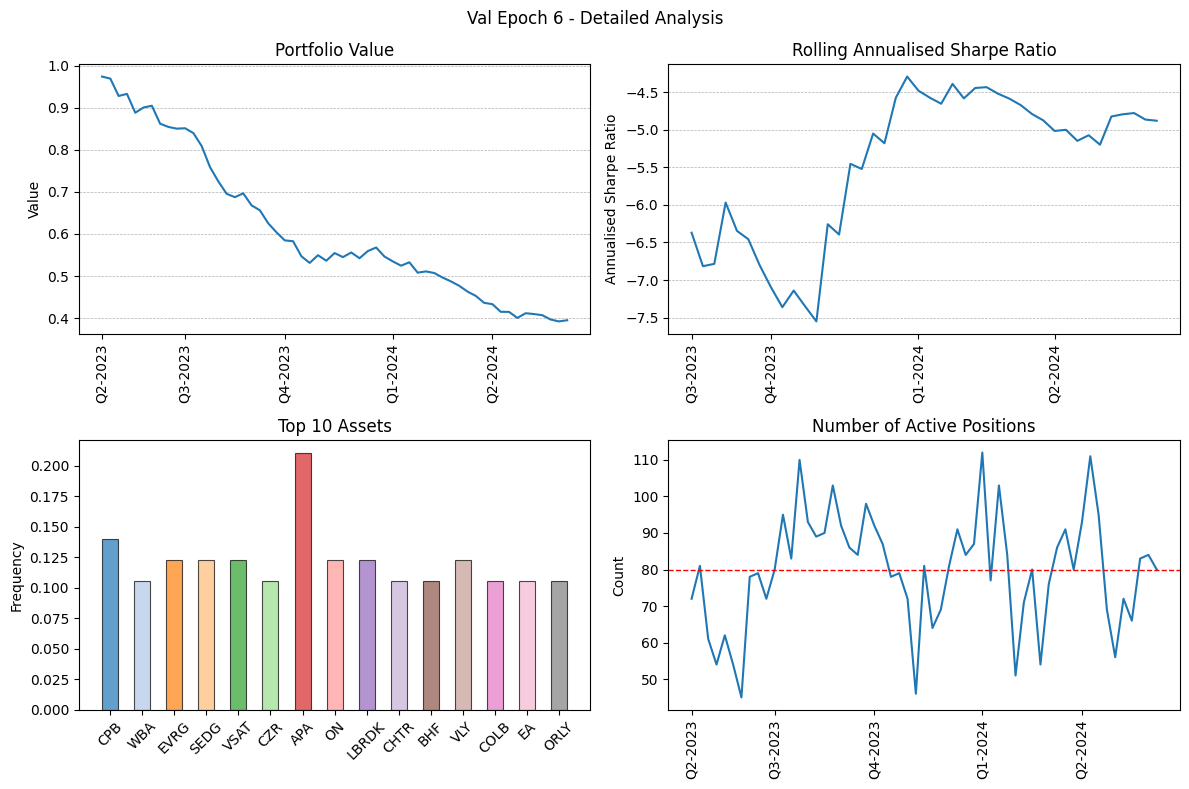 Val Epoch 6 - Detailed Analysis
Portfolio Value
Value
1.0
0.9
0.8
0.7
0.6
0.5
0.4
Q2-2023
Q3-2023
Q4-2023
Q1-2024
Q2-2024
Rolling Annualised Sharpe Ratio
Annualised Sharpe Ratio
−4.5
−5.0
−5.5
−6.0
−6.5
−7.0
−7.5
Q3-2023
Q4-2023
Q1-2024
Q2-2024
Top 10 Assets
Frequency
0.200
0.175
0.150
0.125
0.100
0.075
0.050
0.025
0.000
CPB
WBA
EVRG
SEDG
VSAT
CZR
APA
ON
LBRDK
CHTR
BHF
VLY
COLB
EA
ORLY
Number of Active Positions
Count
110
100
90
80
70
60
50
Q2-2023
Q3-2023
Q4-2023
Q1-2024
Q2-2024